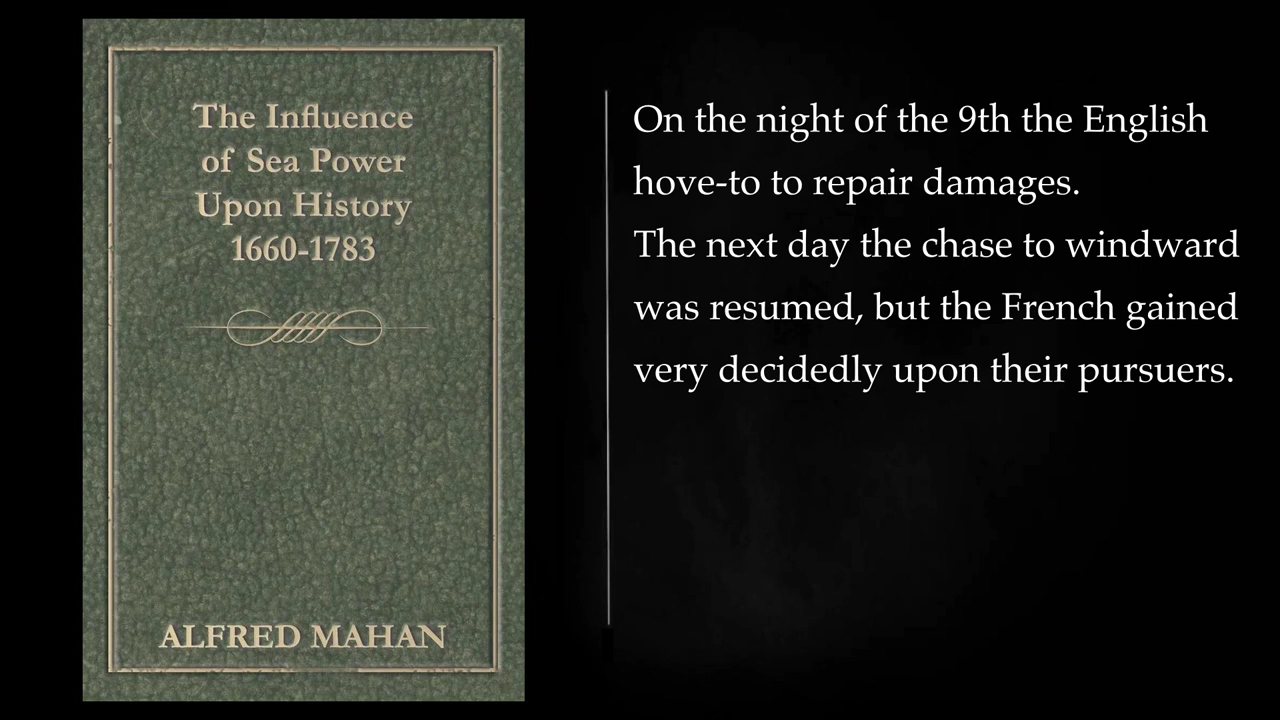 The Influence
of Sea Power
Upon History
1660-1783
ALFRED MAHAN
On the night of the 9th the English
hove-to to repair damages.
The next day the chase to windward
was resumed, but the French gained
very decidedly upon their pursuers.